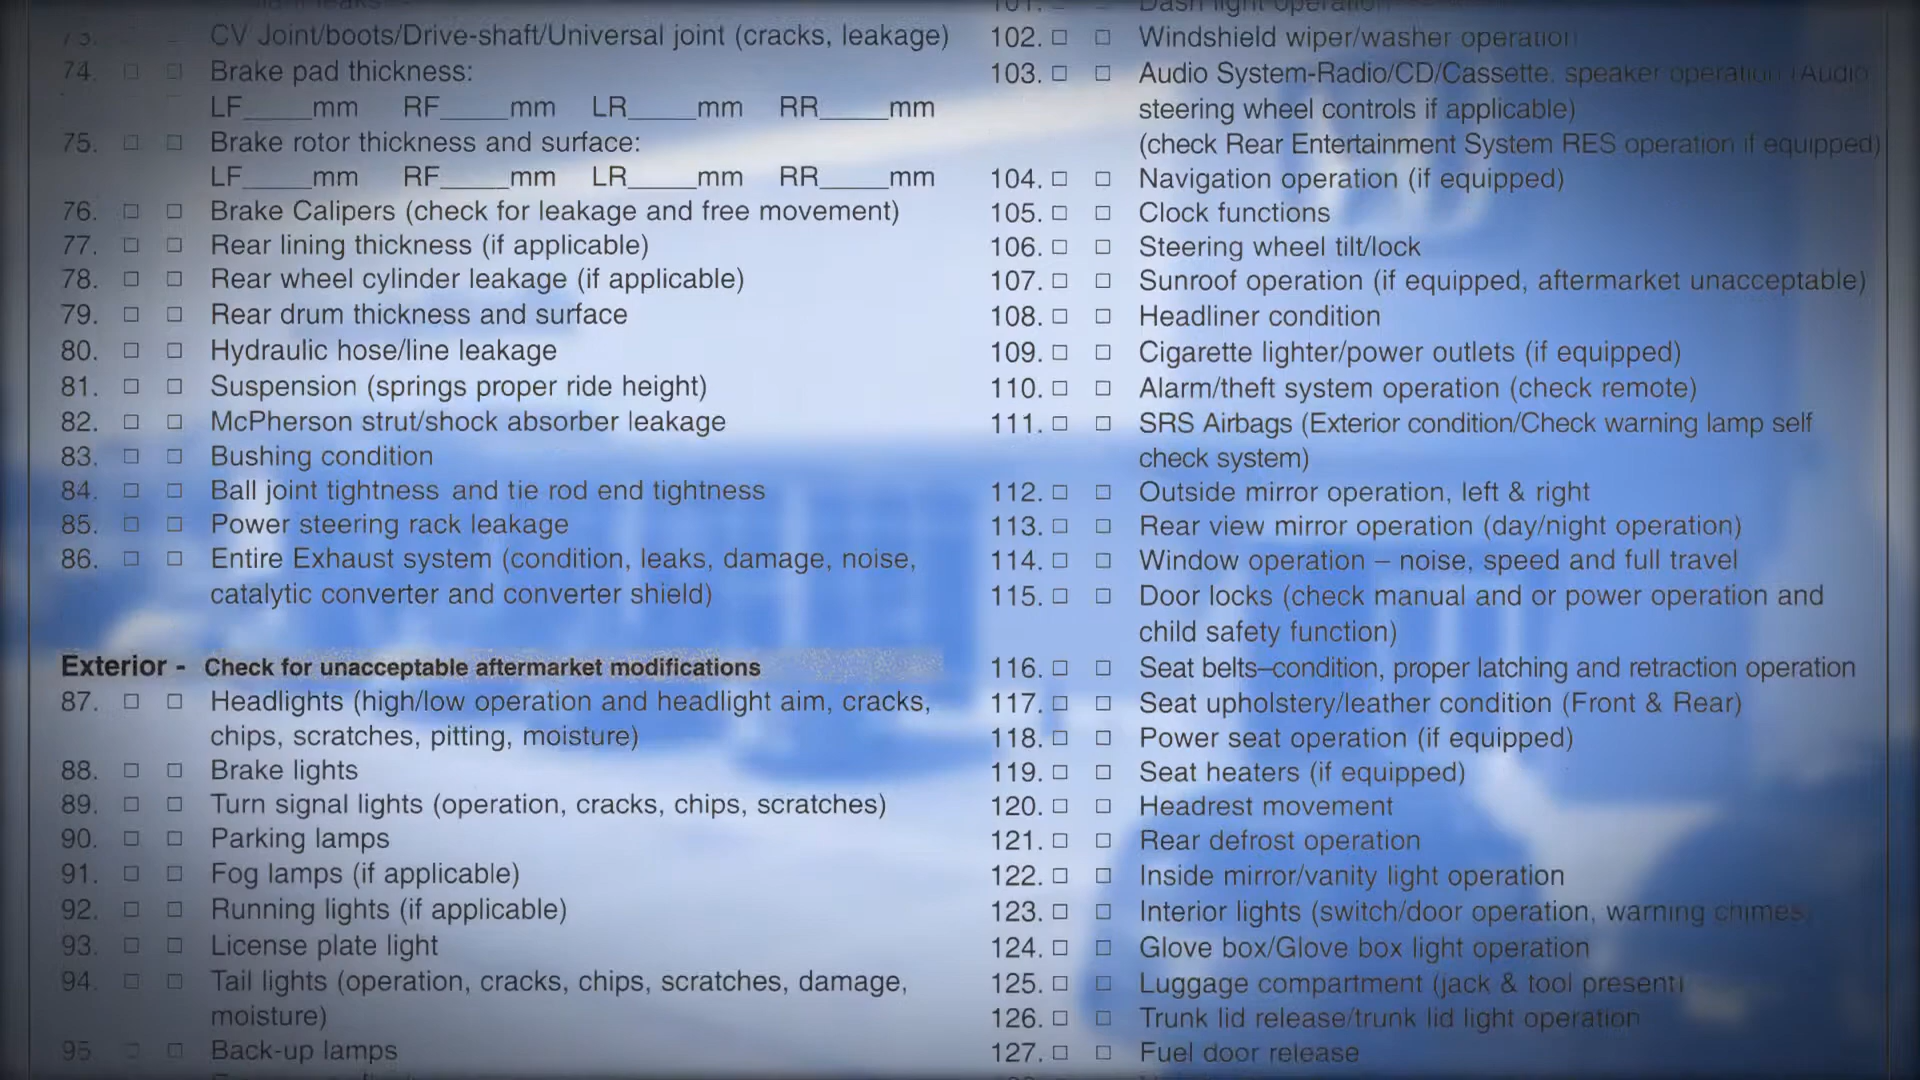 CV Joint/boots/Drive-shaft/Universal joint (cracks, leakage)
74. □ □ Brake pad thickness:
LF_____mm RF_____mm LR_____mm RR_____mm
75. □ □ Brake rotor thickness and surface:
LF_____mm RF_____mm LR_____mm RR_____mm
76. □ □ Brake Calipers (check for leakage and free movement)
77. □ □ Rear lining thickness (if applicable)
78. □ □ Rear wheel cylinder leakage (if applicable)
79. □ □ Rear drum thickness and surface
80. □ □ Hydraulic hose/line leakage
81. □ □ Suspension (springs proper ride height)
82. □ □ McPherson strut/shock absorber leakage
83. □ □ Bushing condition
84. □ □ Ball joint tightness and tie rod end tightness
85. □ □ Power steering rack leakage
86. □ □ Entire Exhaust system (condition, leaks, damage, noise,
catalytic converter and converter shield)
Exterior - Check for unacceptable aftermarket modifications
87. □ □ Headlights (high/low operation and headlight aim, cracks,
chips, scratches, pitting, moisture)
88. □ □ Brake lights
89. □ □ Turn signal lights (operation, cracks, chips, scratches)
90. □ □ Parking lamps
91. □ □ Fog lamps (if applicable)
92. □ □ Running lights (if applicable)
93. □ □ License plate light
94. □ □ Tail lights (operation, cracks, chips, scratches, damage,
moisture)
95 □ □ Back-up lamps
101. Dash light operation
102. □ □ Windshield wiper/washer operation
103. □ □ Audio System-Radio/CD/Cassette, speaker operation (Audio
steering wheel controls if applicable)
(check Rear Entertainment System RES operation if equipped)
104. □ □ Navigation operation (if equipped)
105. □ □ Clock functions
106. □ □ Steering wheel tilt/lock
107. □ □ Sunroof operation (if equipped, aftermarket unacceptable)
108. □ □ Headliner condition
109. □ □ Cigarette lighter/power outlets (if equipped)
110. □ □ Alarm/theft system operation (check remote)
111. □ □ SRS Airbags (Exterior condition/Check warning lamp self
check system)
112. □ □ Outside mirror operation, left & right
113. □ □ Rear view mirror operation (day/night operation)
114. □ □ Window operation – noise, speed and full travel
115. □ □ Door locks (check manual and or power operation and
child safety function)
116. □ □ Seat belts–condition, proper latching and retraction operation
117. □ □ Seat upholstery/leather condition (Front & Rear)
118. □ □ Power seat operation (if equipped)
119. □ □ Seat heaters (if equipped)
120. □ □ Headrest movement
121. □ □ Rear defrost operation
122. □ □ Inside mirror/vanity light operation
123. □ □ Interior lights (switch/door operation, warning chimes
124. □ □ Glove box/Glove box light operation
125. □ □ Luggage compartment (jack & tool present)
126. □ □ Trunk lid release/trunk lid light operation
127. □ □ Fuel door release